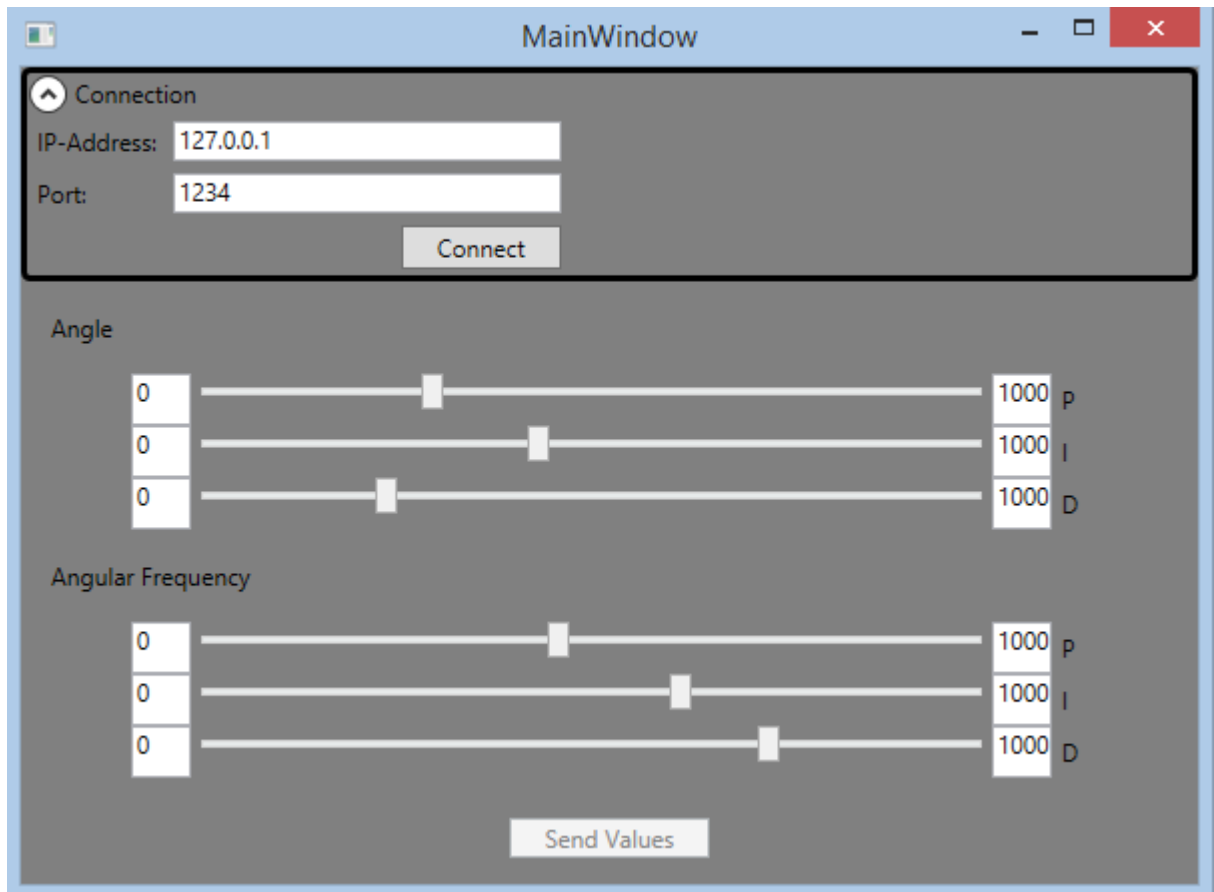 MainWindow
Connection
IP-Address: 127.0.0.1
Port: 1234
Connect
Angle
0 1000 P
0 1000 I
0 1000 D
Angular Frequency
0 1000 P
0 1000 I
0 1000 D
Send Values